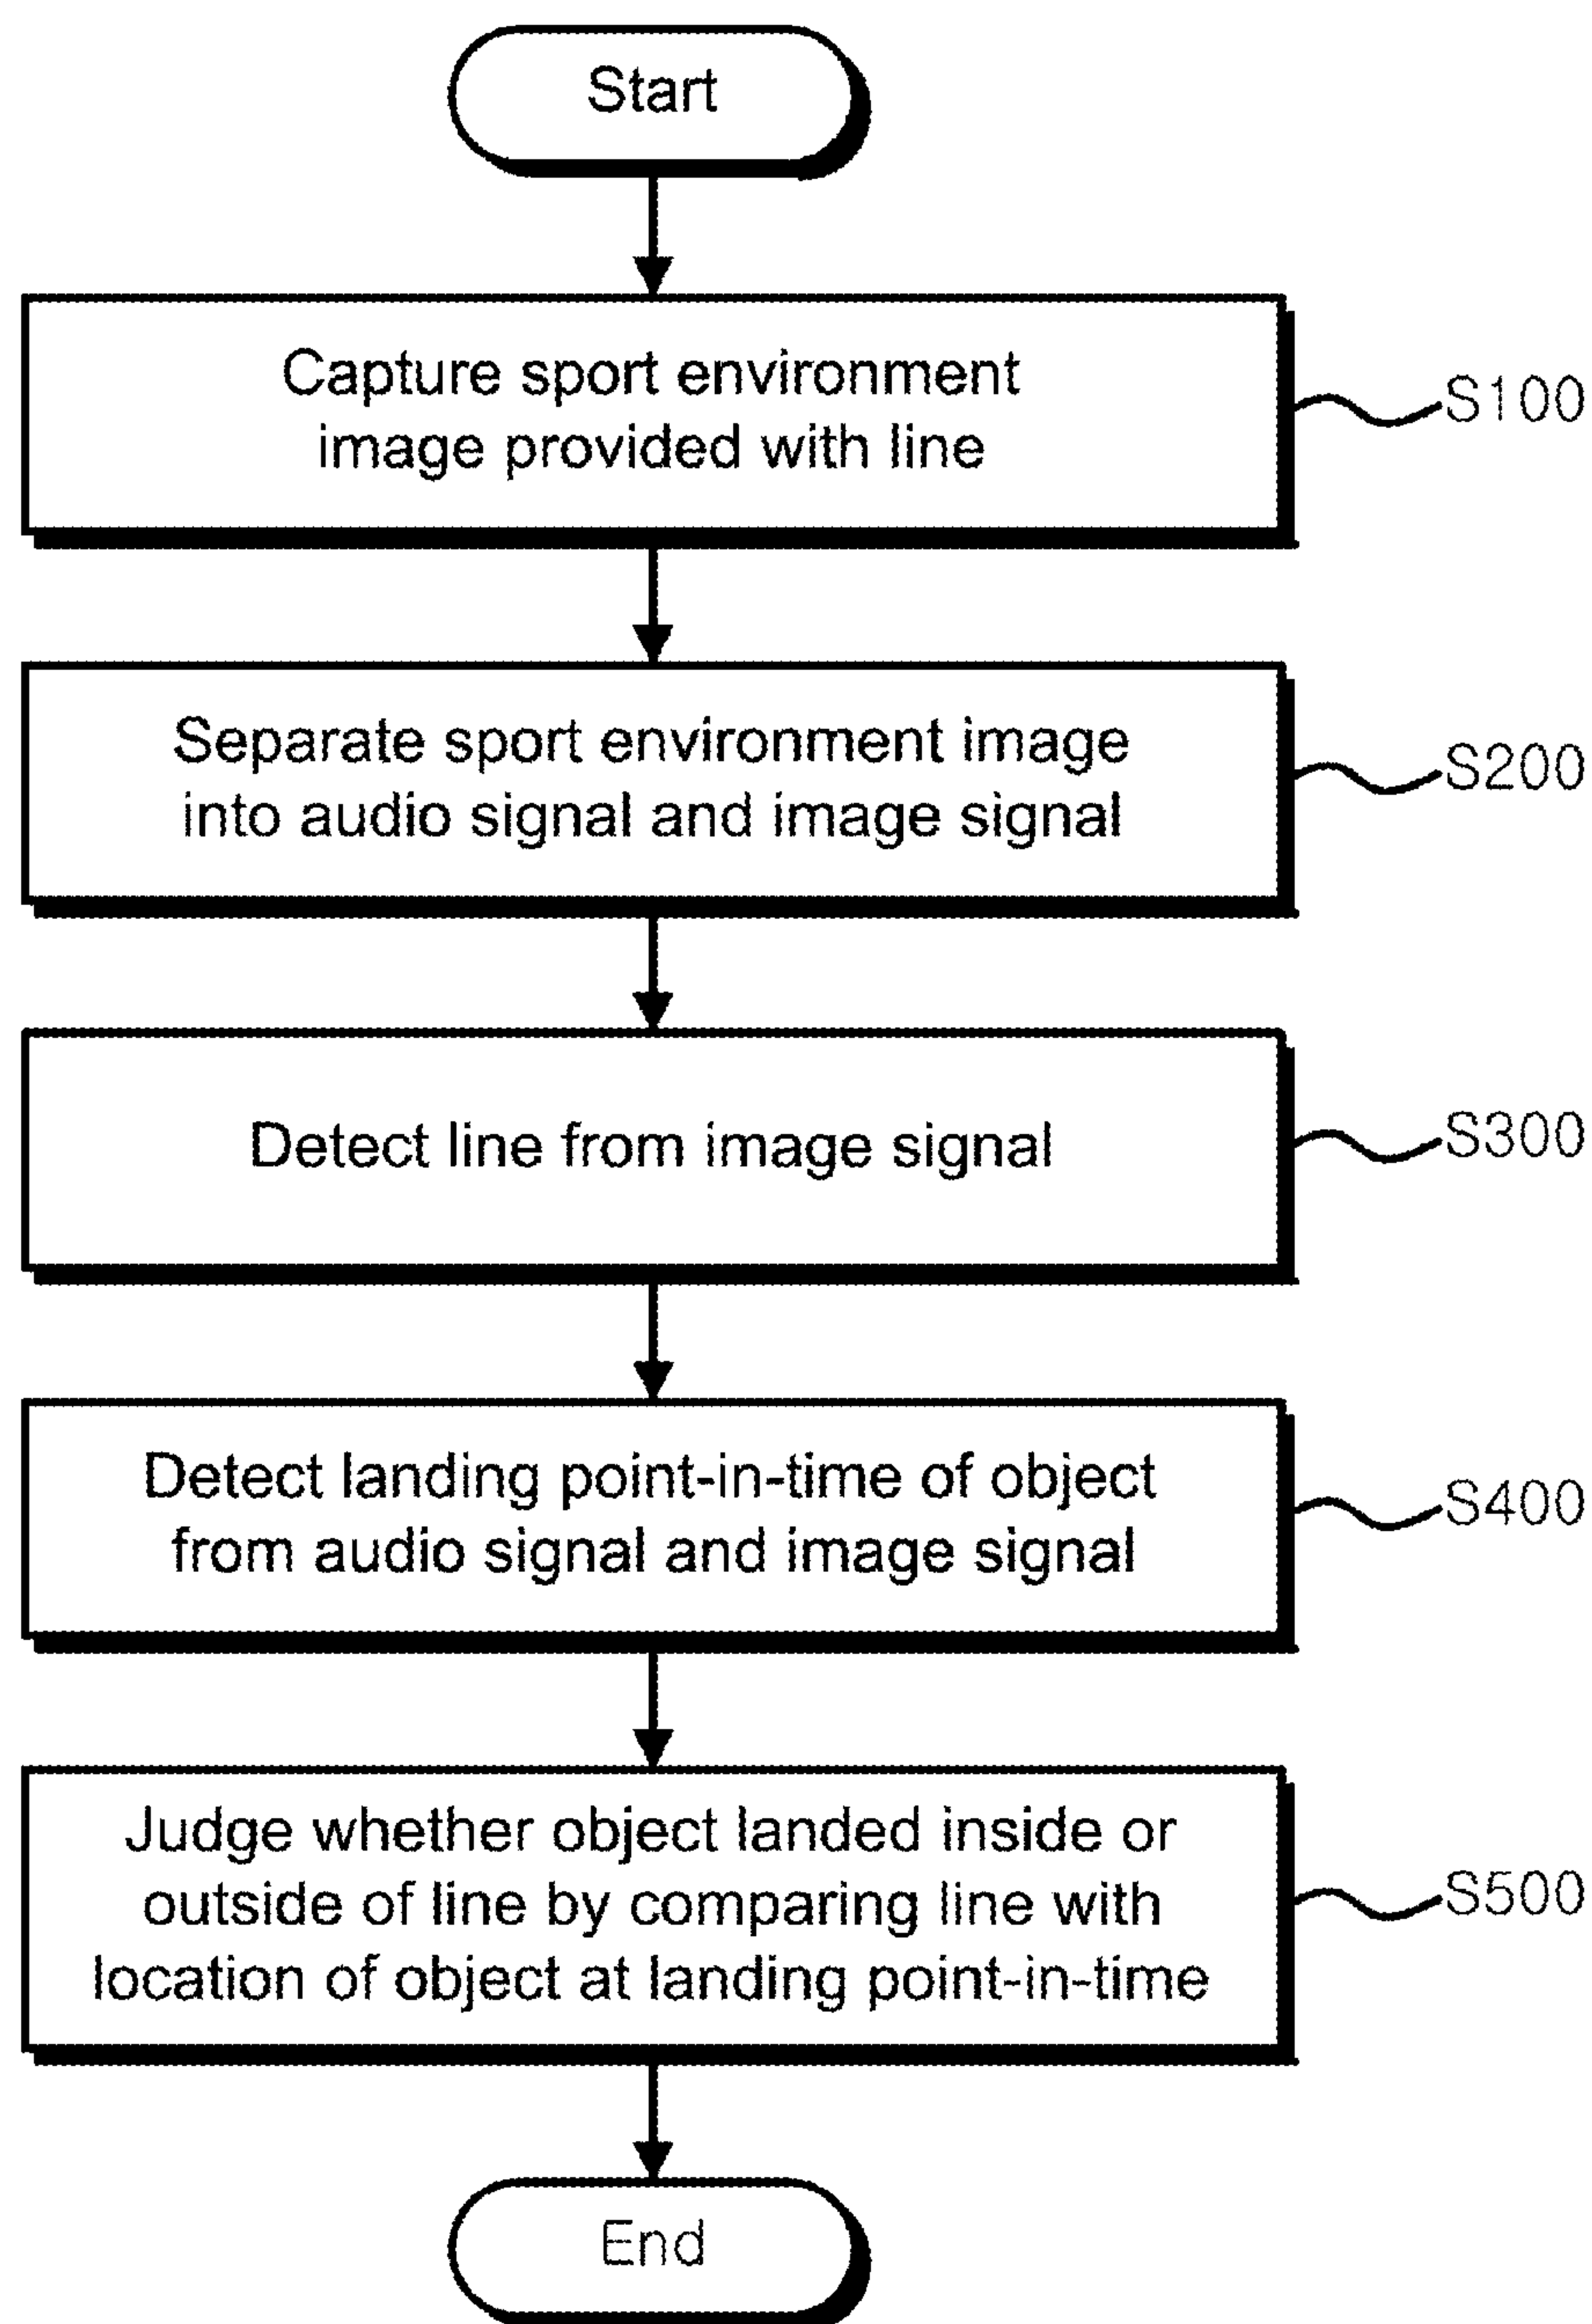 Start
Capture sport environment
image provided with line
S100
Separate sport environment image
into audio signal and image signal
S200
Detect line from image signal
S300
Detect landing point-in-time of object
from audio signal and image signal
S400
Judge whether object landed inside or
outside of line by comparing line with
location of object at landing point-in-time
S500
End